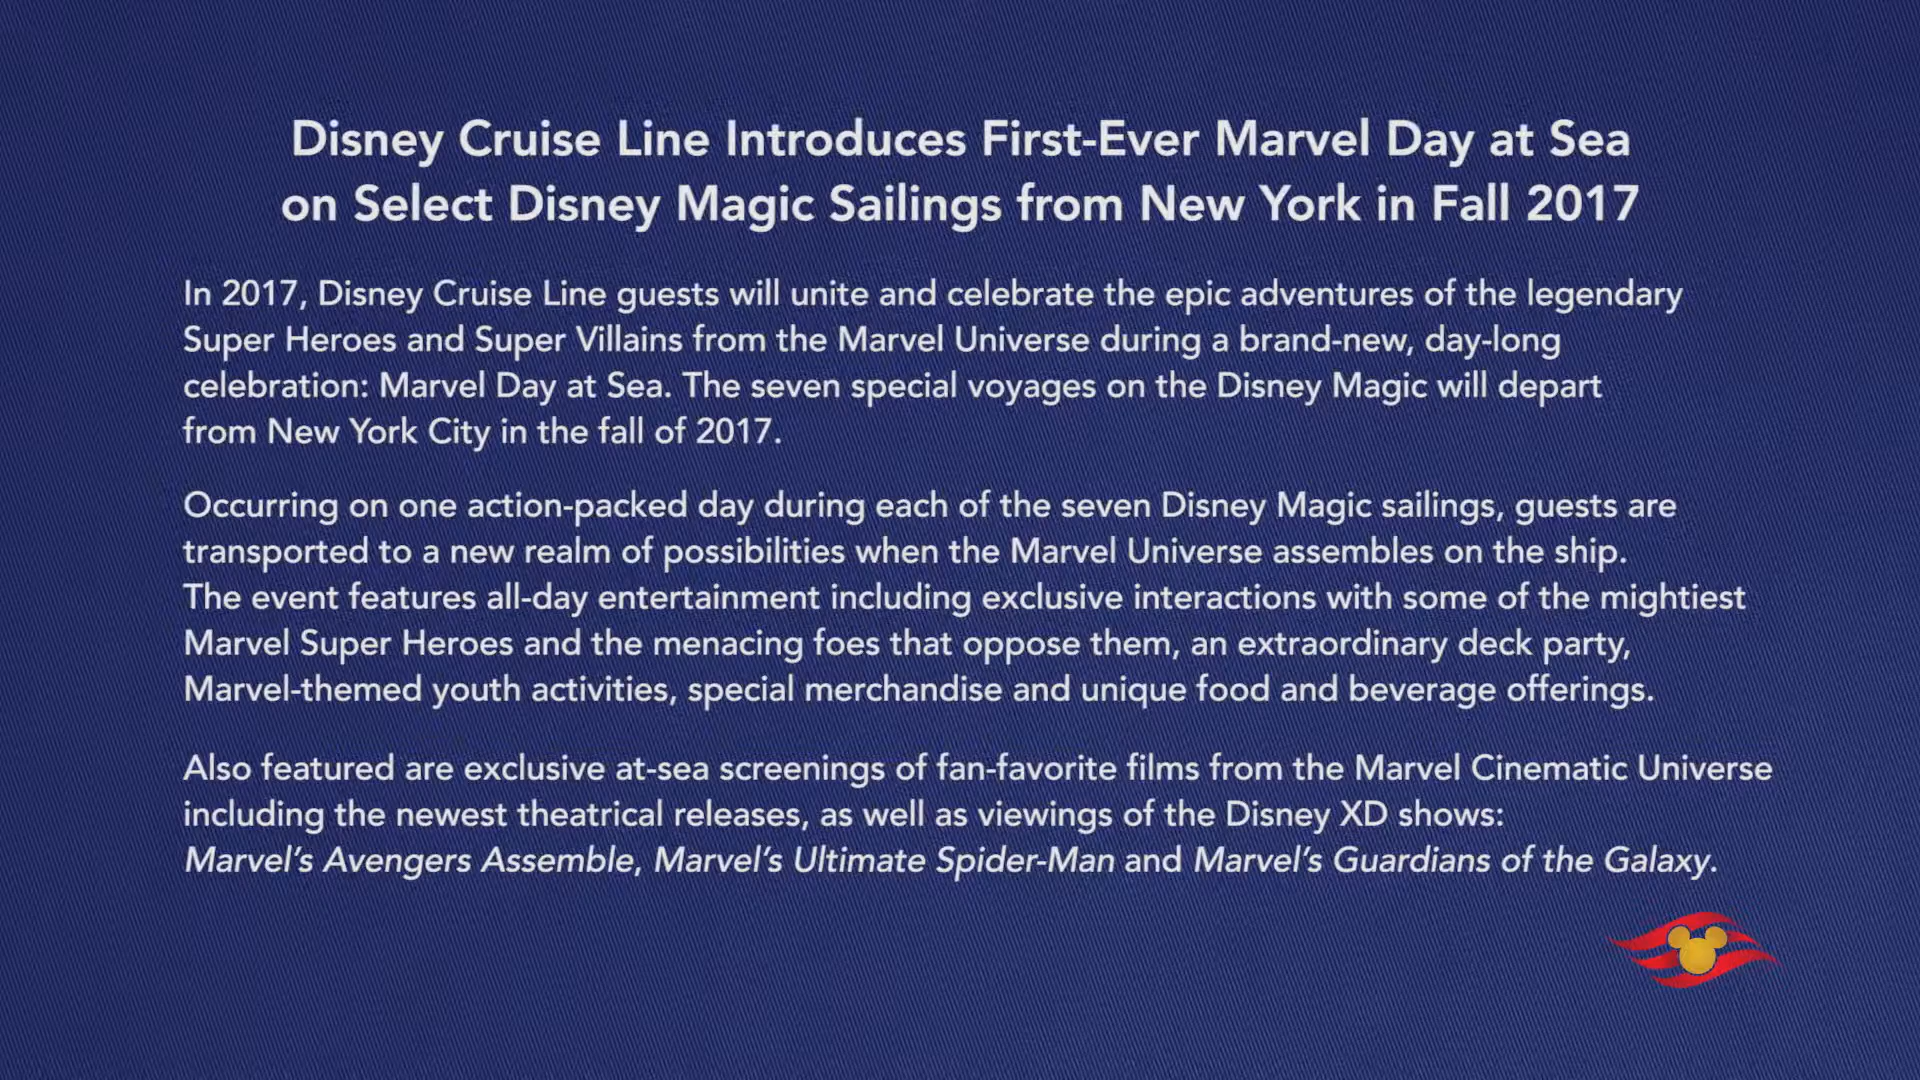 Disney Cruise Line Introduces First-Ever Marvel Day at Sea
on Select Disney Magic Sailings from New York in Fall 2017
In 2017, Disney Cruise Line guests will unite and celebrate the epic adventures of the legendary
Super Heroes and Super Villains from the Marvel Universe during a brand-new, day-long
celebration: Marvel Day at Sea. The seven special voyages on the Disney Magic will depart
from New York City in the fall of 2017.
Occurring on one action-packed day during each of the seven Disney Magic sailings, guests are
transported to a new realm of possibilities when the Marvel Universe assembles on the ship.
The event features all-day entertainment including exclusive interactions with some of the mightiest
Marvel Super Heroes and the menacing foes that oppose them, an extraordinary deck party,
Marvel-themed youth activities, special merchandise and unique food and beverage offerings.
Also featured are exclusive at-sea screenings of fan-favorite films from the Marvel Cinematic Universe
including the newest theatrical releases, as well as viewings of the Disney XD shows:
Marvel’s Avengers Assemble, Marvel‘s Ultimate Spider-Man and Marvel’s Guardians of the Galaxy.